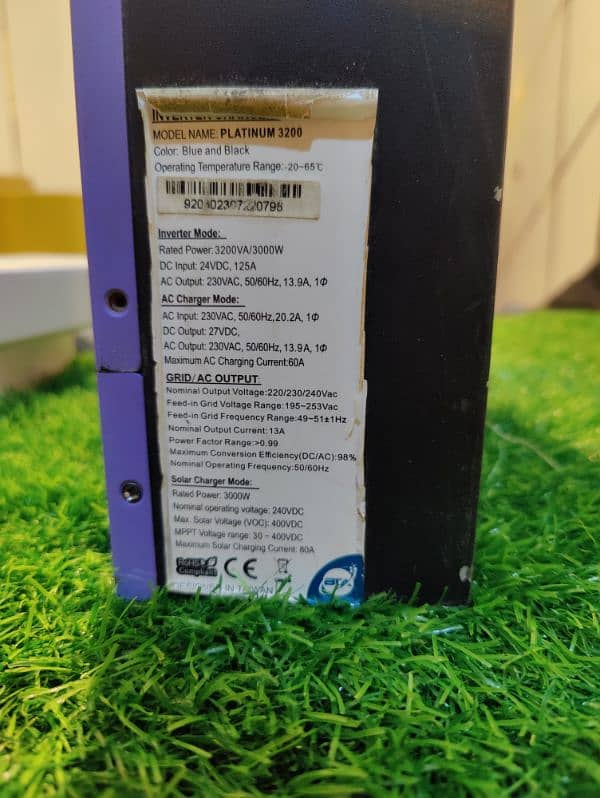 MODEL NAME: PLATINUM 3200
Color: Blue and Black
Operating Temperature Range:-20~65℃
Inverter Mode:
Rated Power: 3200VA/3000W
DC Input: 24VDC, 125A
AC Output: 230VAC, 50/60Hz, 13.9A, 1Φ
AC Charger Mode:
AC Input: 230VAC, 50/60Hz,20.2A, 1Φ
DC Output: 27VDC,
AC Output: 230VAC, 50/60Hz, 13.9A, 1Φ
Maximum AC Charging Current:60A
GRID/AC OUTPUT
Nominal Output Voltage:220/230/240Vac
Feed-in Grid Voltage Range:195~253Vac
Feed-in Grid Frequency Range:49~51±1Hz
Nominal Output Current:13A
Power Factor Range:>0.99
Maximum Conversion Efficiency(DC/AC):98%
Nominal Operating Frequency:50/60Hz
Solar Charger Mode:
Rated Power: 3000W
Nominal operating voltage: 240VDC
Max. Solar Voltage (VOC): 400VDC
MPPT Voltage range: 30 ~ 400VDC
Maximum Solar Charging Current: 80A
RoHS
Compliant
CE
DESIGNED IN TAIWAN